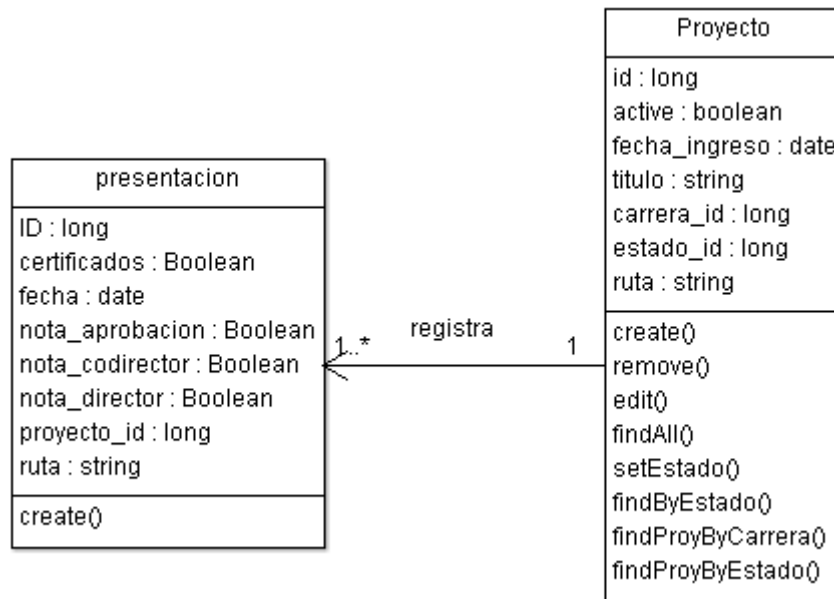 presentacion
ID : long
certificados : Boolean
fecha : date
nota_aprobacion : Boolean
nota_codirector : Boolean
nota_director : Boolean
proyecto_id : long
ruta : string
create()
1..*
registra
1
Proyecto
id : long
active : boolean
fecha_ingreso : date
titulo : string
carrera_id : long
estado_id : long
ruta : string
create()
remove()
edit()
findAll()
setEstado()
findByEstado()
findProyByCarrera()
findProyByEstado()